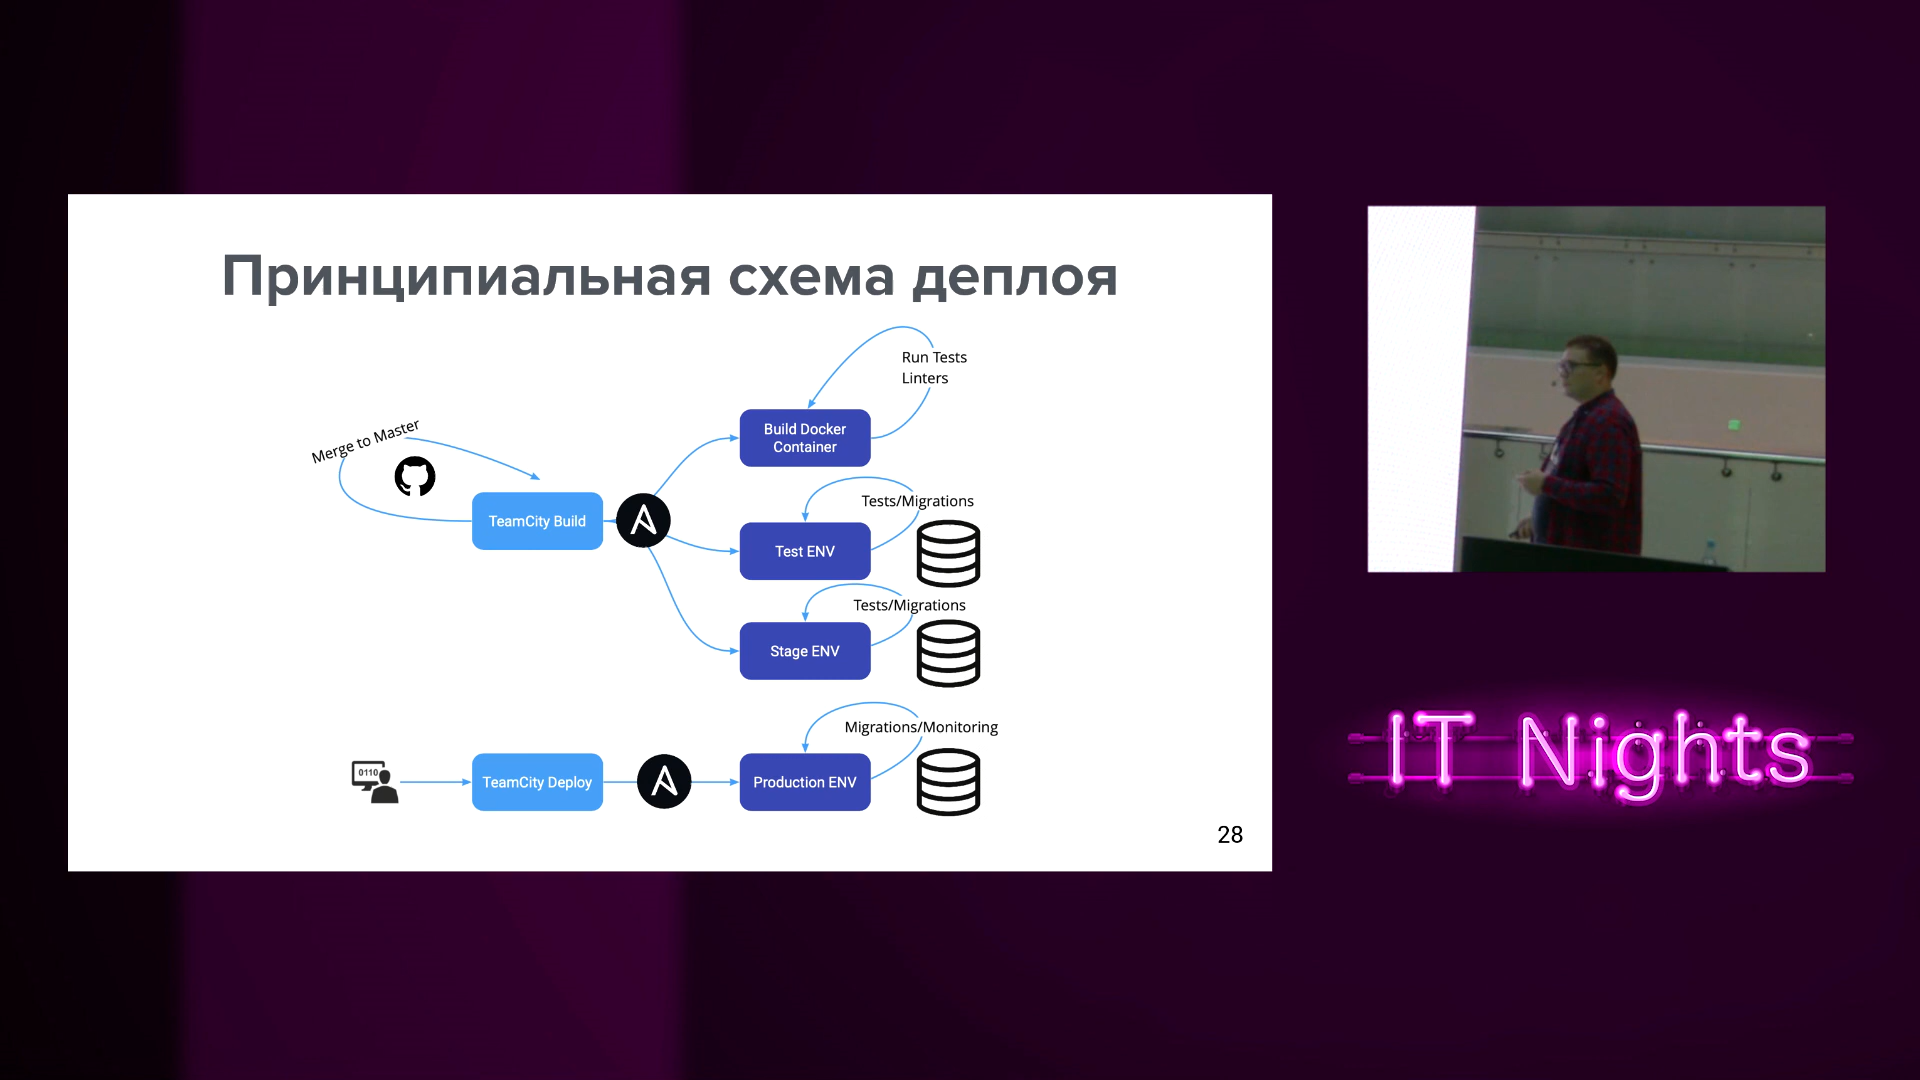 Принципиальная схема деплоя
Run Tests
Linters
Merge to Master
Build Docker
Container
TeamCity Build
Tests/Migrations
Test ENV
Tests/Migrations
Stage ENV
Migrations/Monitoring
0110
TeamCity Deploy
Production ENV
28
IT Nights